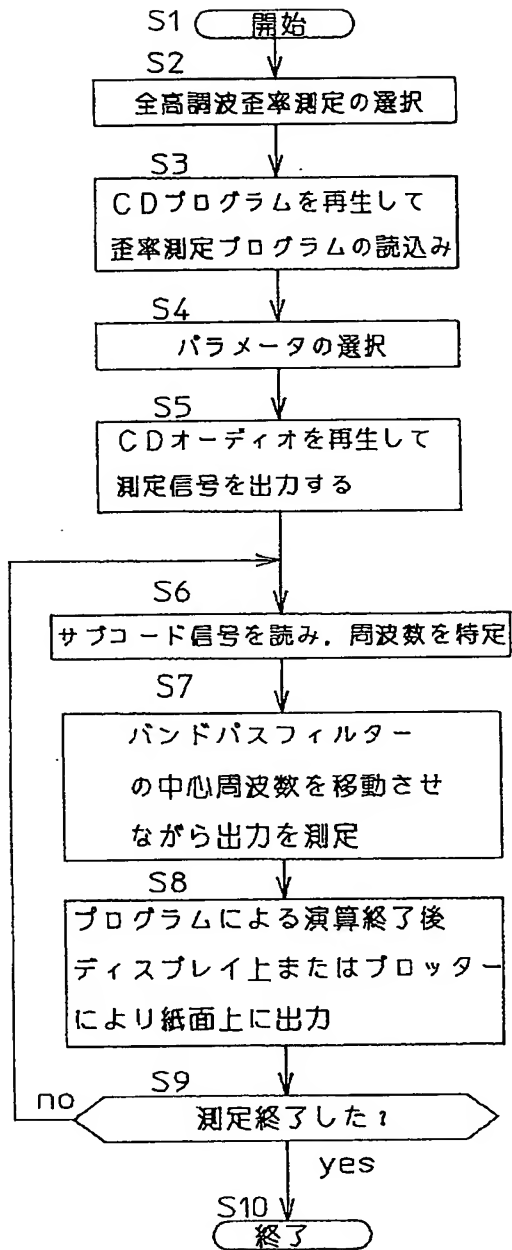 S1 開始
S2
全高調波歪率測定の選択
S3
CDプログラムを再生して
歪率測定プログラムの読込み
S4
パラメータの選択
S5
CDオーディオを再生して
測定信号を出力する
S6
サブコード信号を読み．周波数を特定
S7
バンドパスフィルター
の中心周波数を移動させ
ながら出力を測定
S8
プログラムによる演算終了後
ディスプレイ上またはプロッター
により紙面上に出力
S9
no
測定終了した？
yes
S10
終了